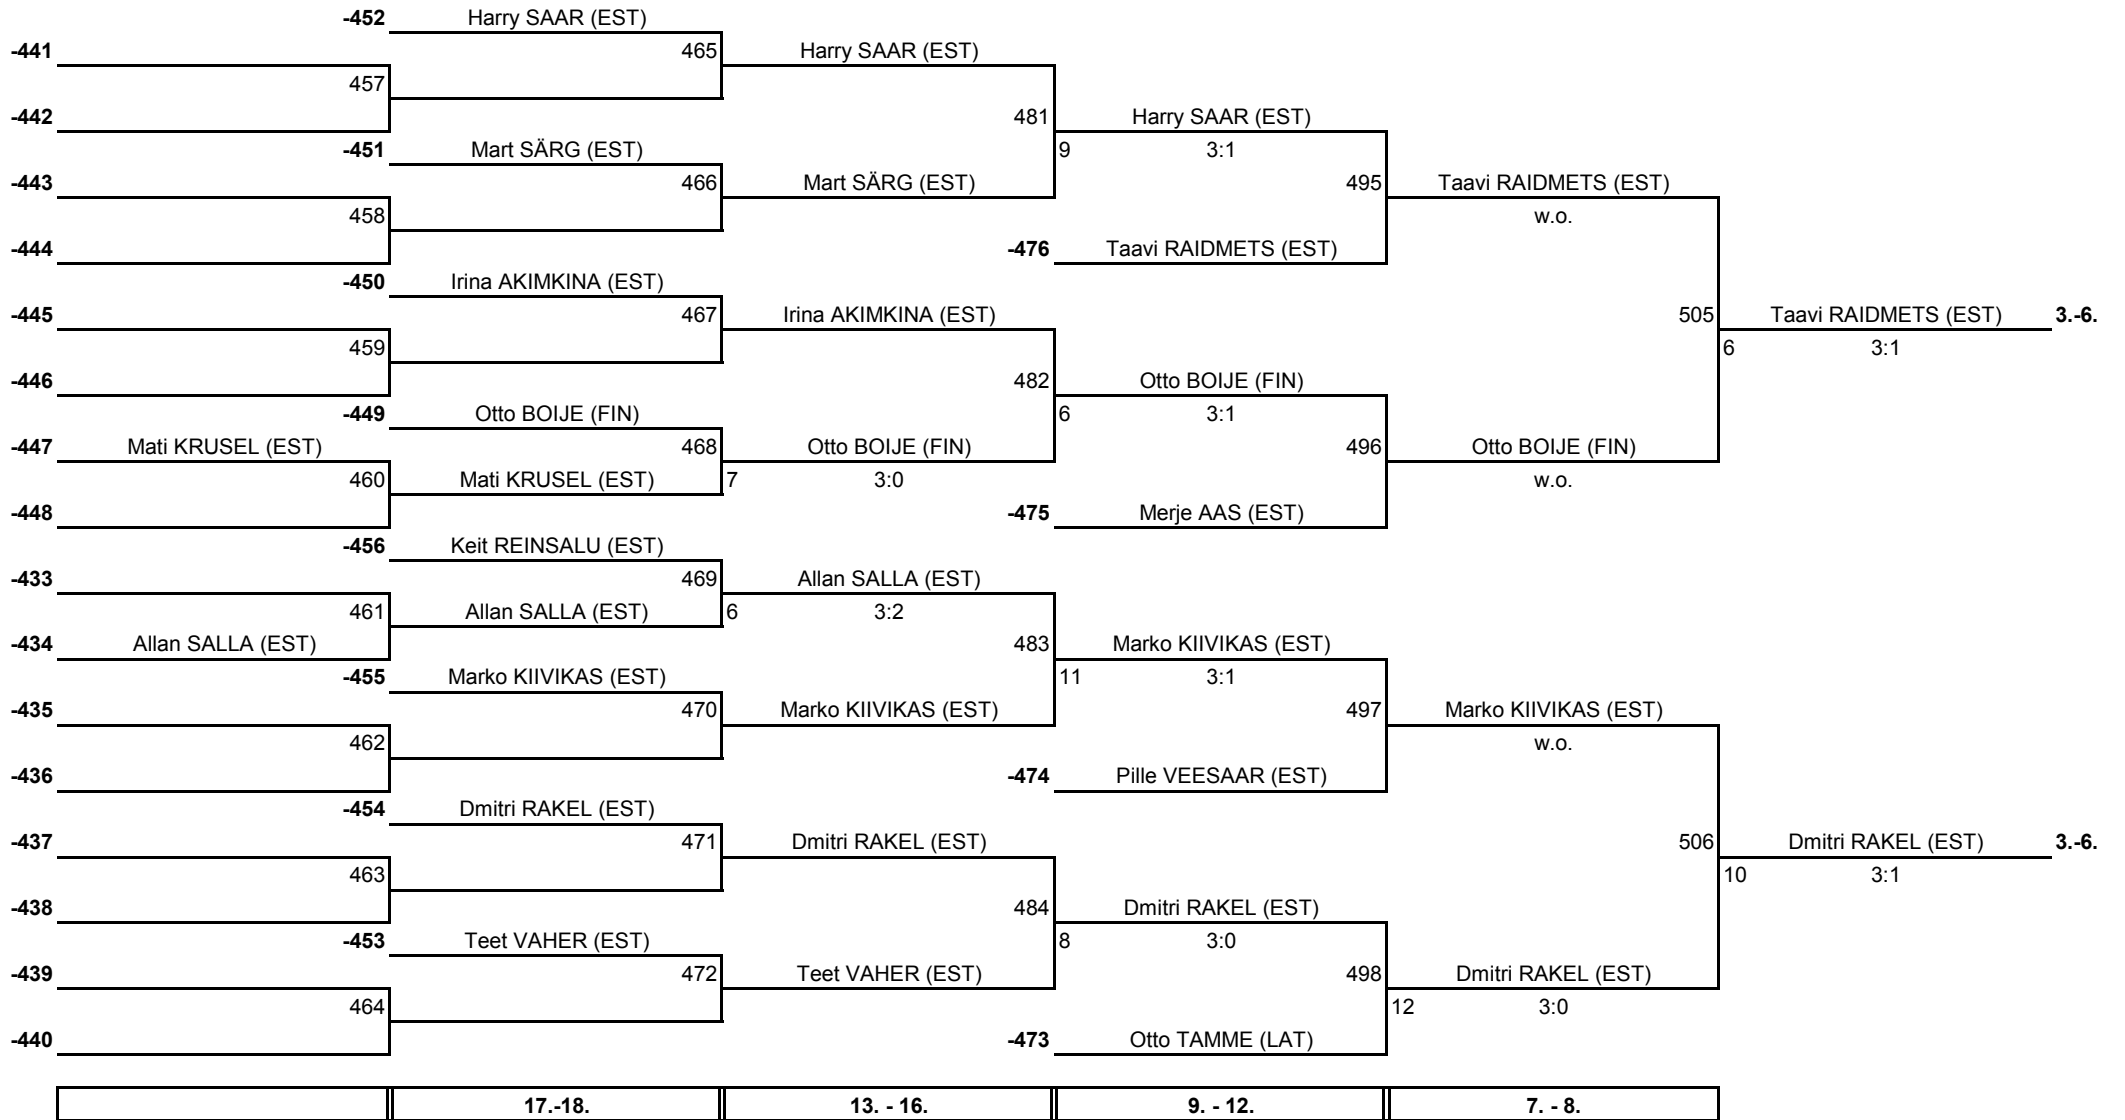 -452 Harry SAAR (EST)
-441 465 Harry SAAR (EST)
457
-442 481 Harry SAAR (EST)
-451 Mart SÄRG (EST) 9 3:1
-443 466 Mart SÄRG (EST) 495 Taavi RAIDMETS (EST)
458 w.o.
-444 -476 Taavi RAIDMETS (EST)
-450 Irina AKIMKINA (EST)
-445 467 Irina AKIMKINA (EST) 505 Taavi RAIDMETS (EST) 3.-6.
459 6 3:1
-446 482 Otto BOIJE (FIN)
-449 Otto BOIJE (FIN) 6 3:1
-447 Mati KRUSEL (EST) 468 Otto BOIJE (FIN) 496 Otto BOIJE (FIN)
460 Mati KRUSEL (EST) 7 3:0 w.o.
-448 -475 Merje AAS (EST)
-456 Keit REINSALU (EST)
-433 469 Allan SALLA (EST)
461 Allan SALLA (EST) 6 3:2
-434 Allan SALLA (EST) 483 Marko KIIVIKAS (EST)
-455 Marko KIIVIKAS (EST) 11 3:1
-435 470 Marko KIIVIKAS (EST) 497 Marko KIIVIKAS (EST)
462 w.o.
-436 -474 Pille VEESAAR (EST)
-454 Dmitri RAKEL (EST)
-437 471 Dmitri RAKEL (EST) 506 Dmitri RAKEL (EST) 3.-6.
463 10 3:1
-438 484 Dmitri RAKEL (EST)
-453 Teet VAHER (EST) 8 3:0
-439 472 Teet VAHER (EST) 498 Dmitri RAKEL (EST)
464 12 3:0
-440 -473 Otto TAMME (LAT)
17.-18. 13. - 16. 9. - 12. 7. - 8.